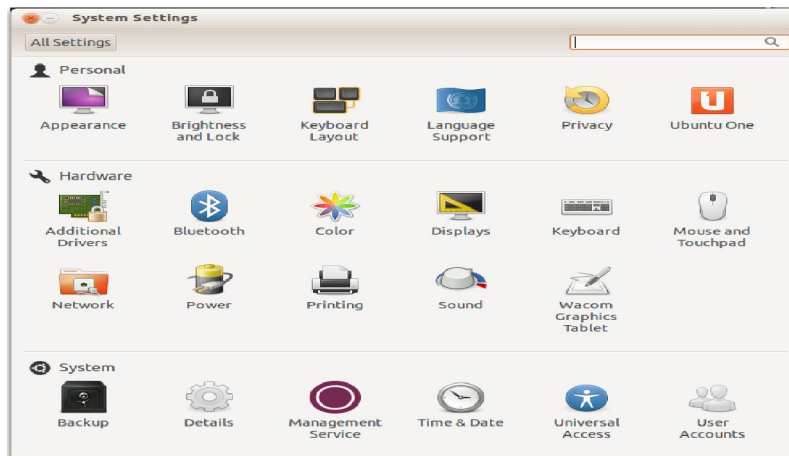 System Settings
All Settings
Personal
Appearance
Brightness
and Lock
Keyboard
Layout
Language
Support
Privacy
Ubuntu One
Hardware
Additional
Drivers
Bluetooth
Color
Displays
Keyboard
Mouse and
Touchpad
Network
Power
Printing
Sound
Wacom
Graphics
Tablet
System
Backup
Details
Management
Service
Time & Date
Universal
Access
User
Accounts